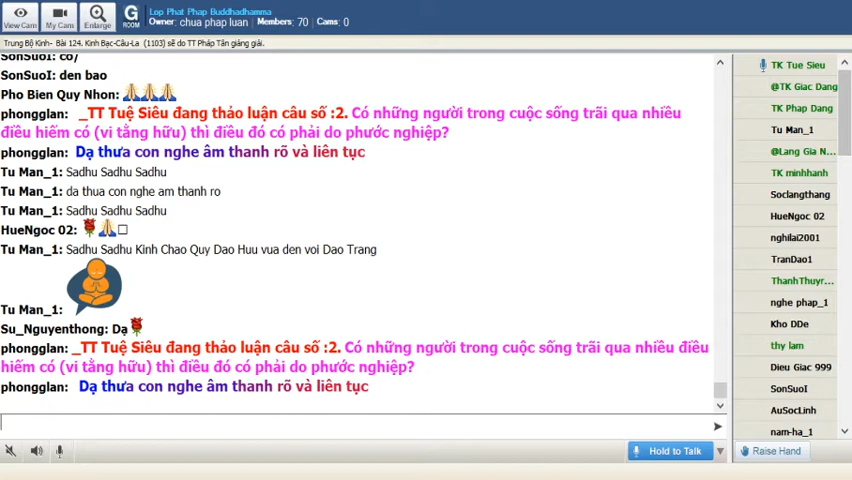 View Cam
My Cam
Enlarge
G
ROOM
Lop Phat Phap Buddhadhamma
Owner: chua phap luan Members: 70 Cams: 0
Trung Bộ Kinh- Bài 124. Kinh Bạc-Câu-La (1103) sẽ do TT Pháp Tân giảng giải.
SonSuoI: co/
SonSuoI: den bao
Pho Bien Quy Nhon:
phongglan: _TT Tuệ Siêu đang thảo luận câu số :2. Có những người trong cuộc sống trãi qua nhiều
điều hiếm có (vi tằng hữu) thì điều đó có phải do phước nghiệp?
phongglan: Dạ thưa con nghe âm thanh rõ và liên tục
Tu Man_1: Sadhu Sadhu Sadhu
Tu Man_1: da thua con nghe am thanh ro
Tu Man_1: Sadhu Sadhu Sadhu
HueNgoc 02:
Tu Man_1: Sadhu Sadhu Kinh Chao Quy Dao Huu vua den voi Dao Trang
Tu Man_1:
Su_Nguyenthong: Dạ
phongglan: _TT Tuệ Siêu đang thảo luận câu số :2. Có những người trong cuộc sống trãi qua nhiều điều
hiếm có (vi tằng hữu) thì điều đó có phải do phước nghiệp?
phongglan: Dạ thưa con nghe âm thanh rõ và liên tục
Hold to Talk
TK Tue Sieu
@TK Giac Dang
TK Phap Dang
Tu Man_1
@Lang Gia N...
TK minhhanh
Soclangthang
HueNgoc 02
nghilai2001
TranDao1
ThanhThuyr...
nghe phap_1
Kho DDe
thy lam
Dieu Giac 999
SonSuoI
AuSocLinh
nam-ha_1
Raise Hand